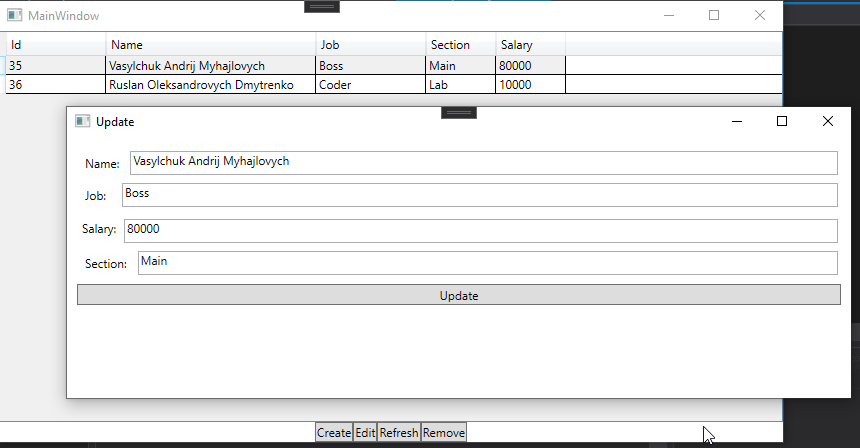 MainWindow
Id Name Job Section Salary
35 Vasylchuk Andrij Myhajlovych Boss Main 80000
36 Ruslan Oleksandrovych Dmytrenko Coder Lab 10000
Update
Name: Vasylchuk Andrij Myhajlovych
Job: Boss
Salary: 80000
Section: Main
Update
Create Edit Refresh Remove